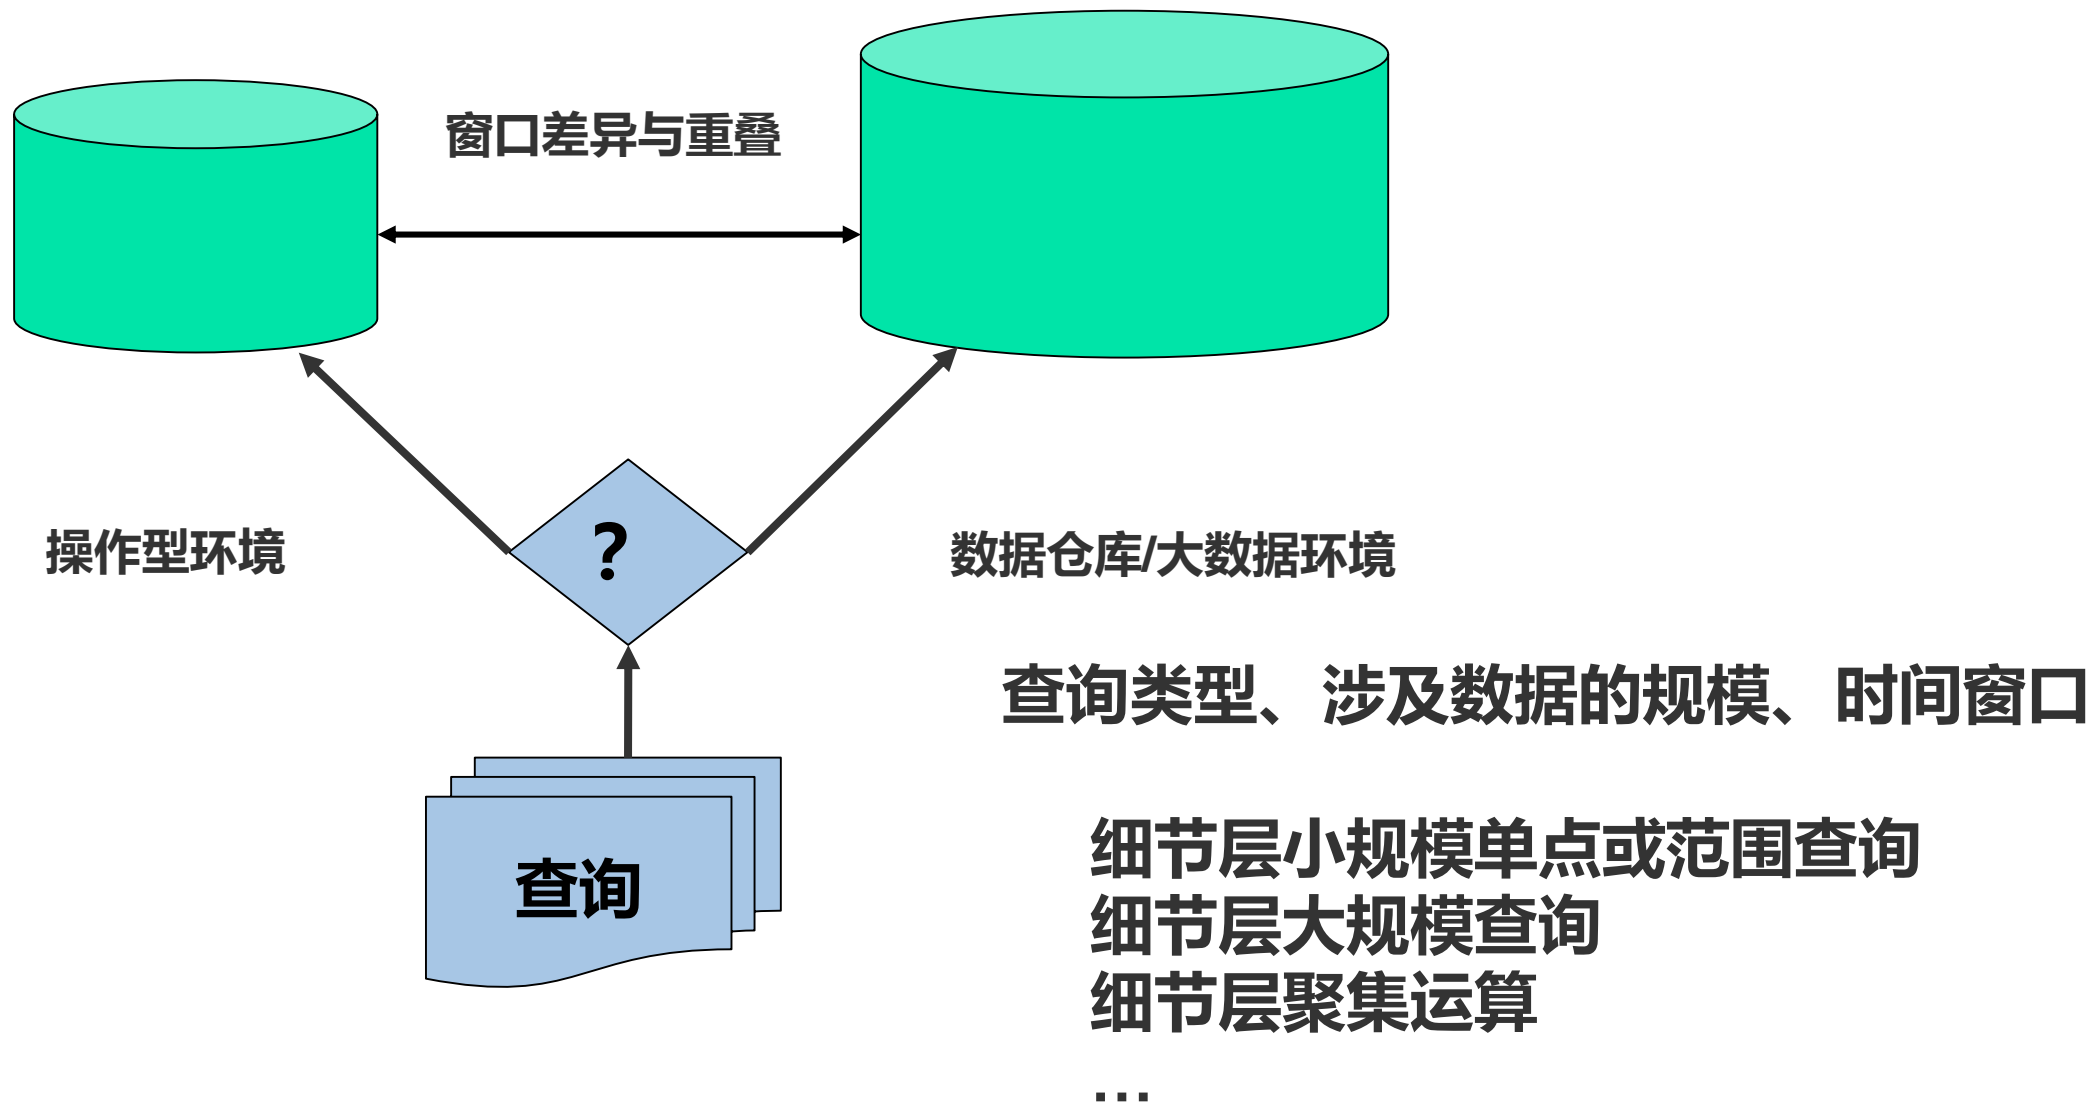 窗口差异与重叠
操作型环境
?
数据仓库/大数据环境
查询类型、涉及数据的规模、时间窗口
查询
细节层小规模单点或范围查询
细节层大规模查询
细节层聚集运算
…